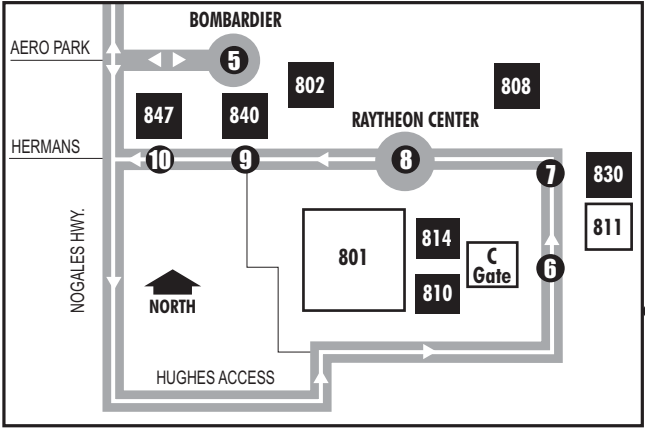 BOMBARDIER
AERO PARK
5
802
808
847
840
RAYTHEON CENTER
HERMANS
10
9
8
7
830
811
814
801
C
Gate
6
810
NOGALES HWY.
NORTH
HUGHES ACCESS